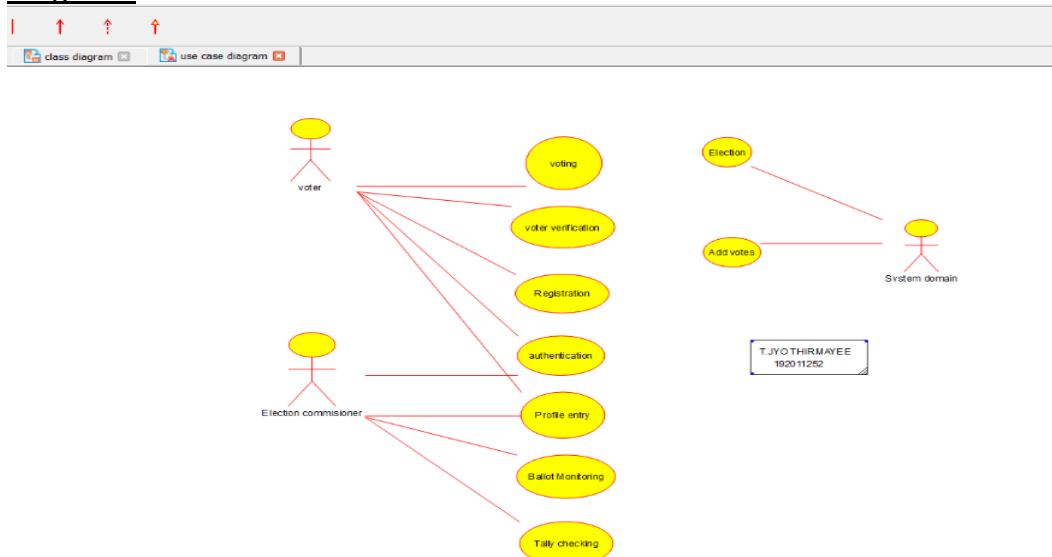 class diagram
use case diagram
voter
voting
voter verification
Registration
authentication
Election commisioner
Profile entry
Ballot Monitoring
Tally checking
Election
Add votes
System domain
T.JYOTHIRMAYEE
192011252